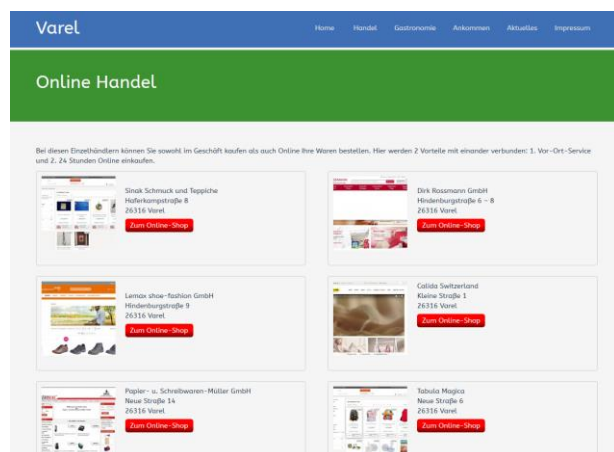 Varel
Home Handel Gastronomie Ankommen Aktuelles Impressum
Online Handel
Bei diesen Einzelhändlern können Sie sowohl im Geschäft kaufen als auch Online Ihre Waren bestellen. Hier werden 2 Vorteile mit einander verbunden: 1. Vor-Ort-Service
und 2. 24 Stunden Online einkaufen.
Sinak Schmuck und Teppiche
Haferkampstraße 8
26316 Varel
Zum Online-Shop
Dirk Rossmann GmbH
Hindenburgstraße 6 - 8
26316 Varel
Zum Online-Shop
Lemax shoe-fashion GmbH
Hindenburgstraße 9
26316 Varel
Zum Online-Shop
Calida Switzerland
Kleine Straße 1
26316 Varel
Zum Online-Shop
Papier- u. Schreibwaren-Müller GmbH
Neue Straße 14
26316 Varel
Zum Online-Shop
Tabula Magica
Neue Straße 6
26316 Varel
Zum Online-Shop